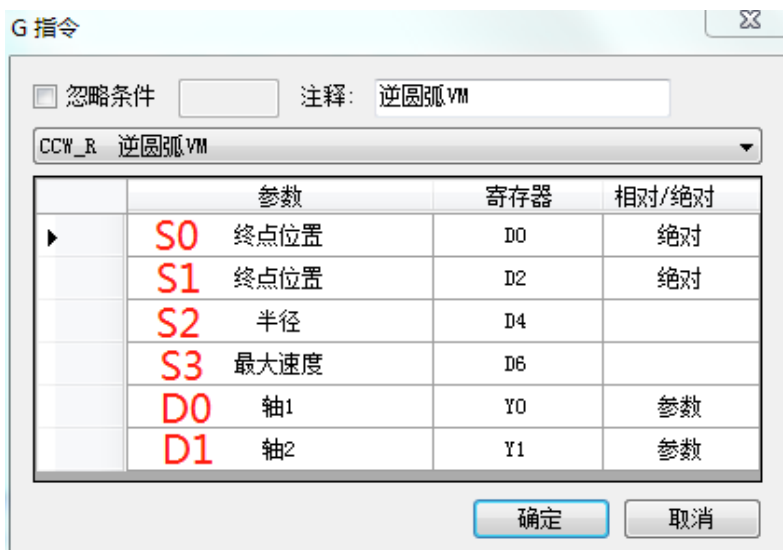 G 指令
忽略条件 注释: 逆圆弧VM
CCW_R 逆圆弧VM
参数 寄存器 相对/绝对
S0 终点位置 D0 绝对
S1 终点位置 D2 绝对
S2 半径 D4
S3 最大速度 D6
D0 轴1 Y0 参数
D1 轴2 Y1 参数
确定 取消